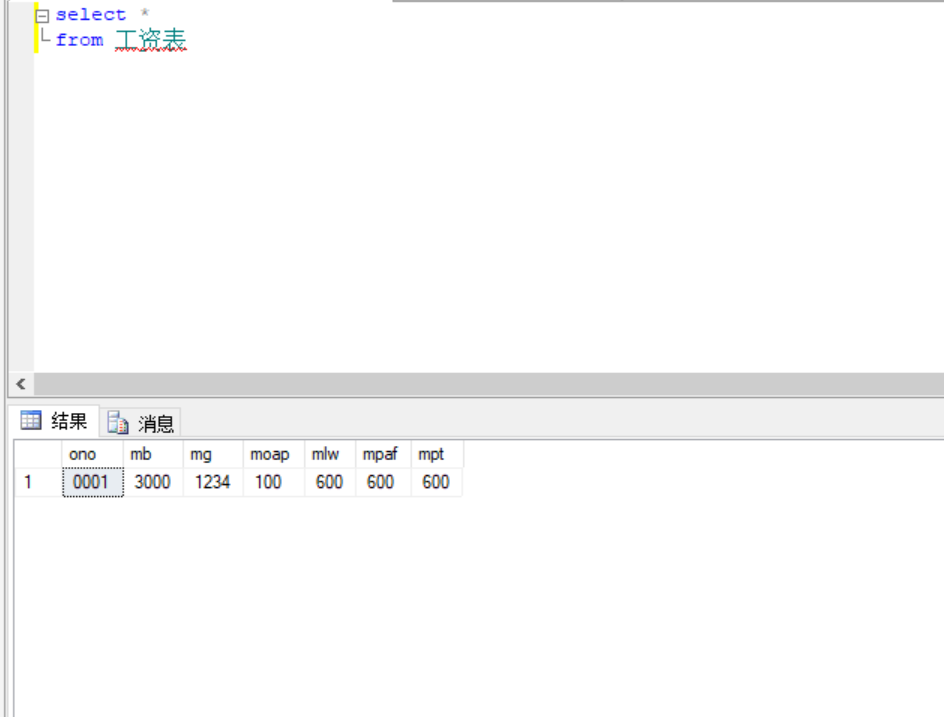 select *
from 工资表
结果 消息
ono mb mg moap mlw mpaf mpt
1 0001 3000 1234 100 600 600 600